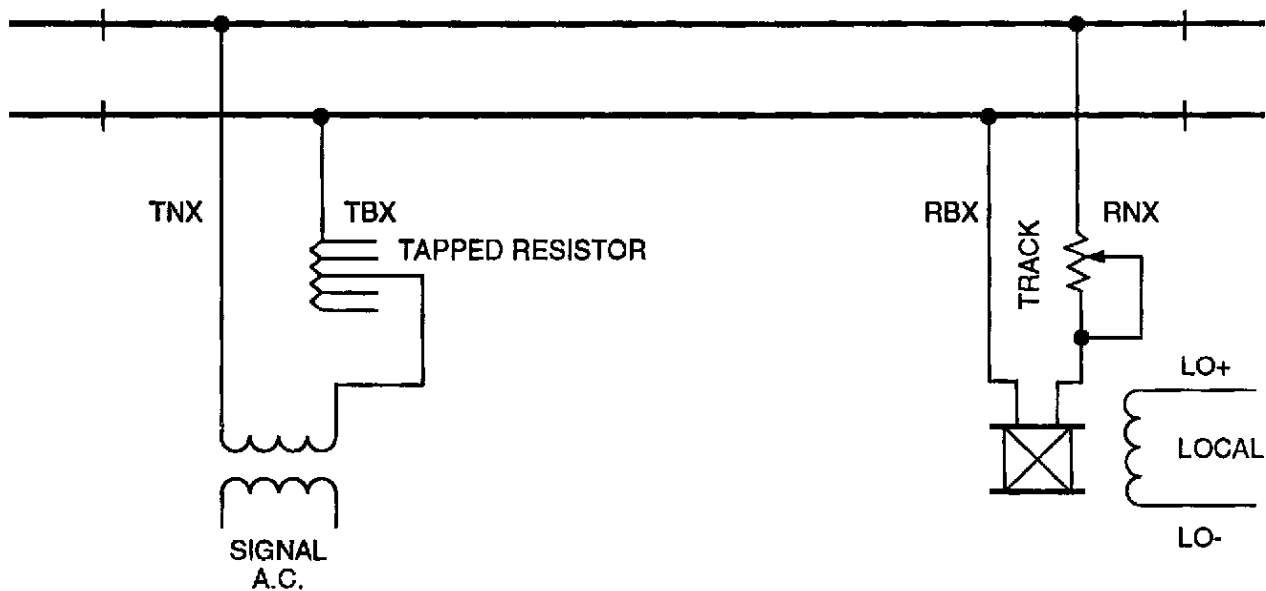 TNX
TBX
TAPPED RESISTOR
RBX
TRACK
RNX
LO+
LOCAL
LO-
SIGNAL
A.C.